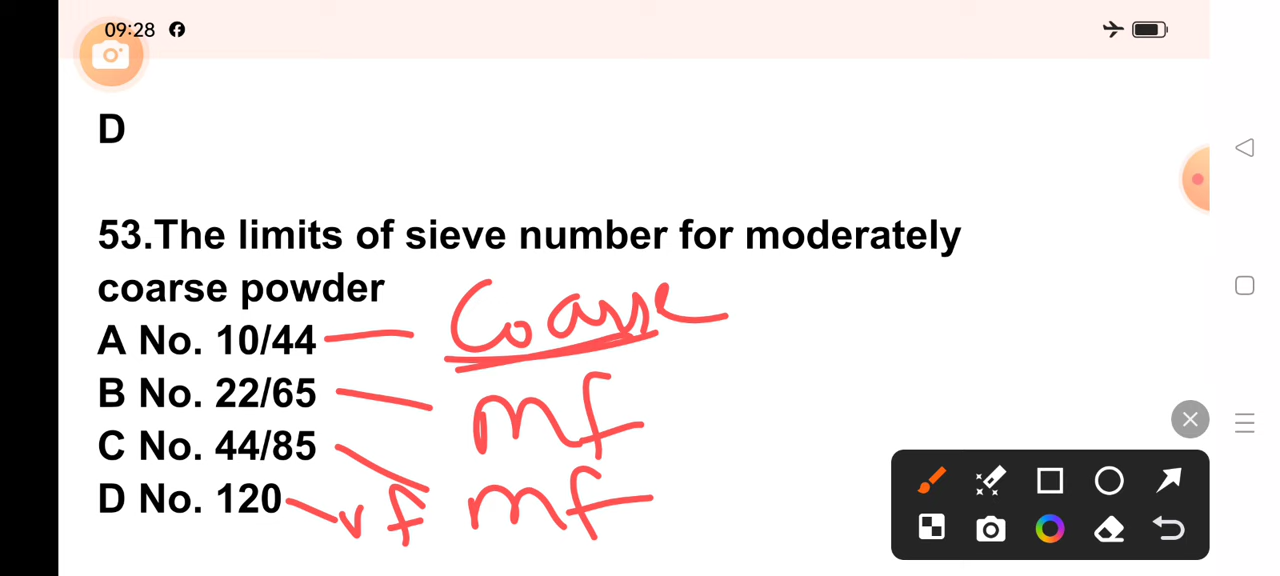 09:28
D
53.The limits of sieve number for moderately
coarse powder
Coarse
A No. 10/44
B No. 22/65
mf
C No. 44/85
mf
D No. 120
vf